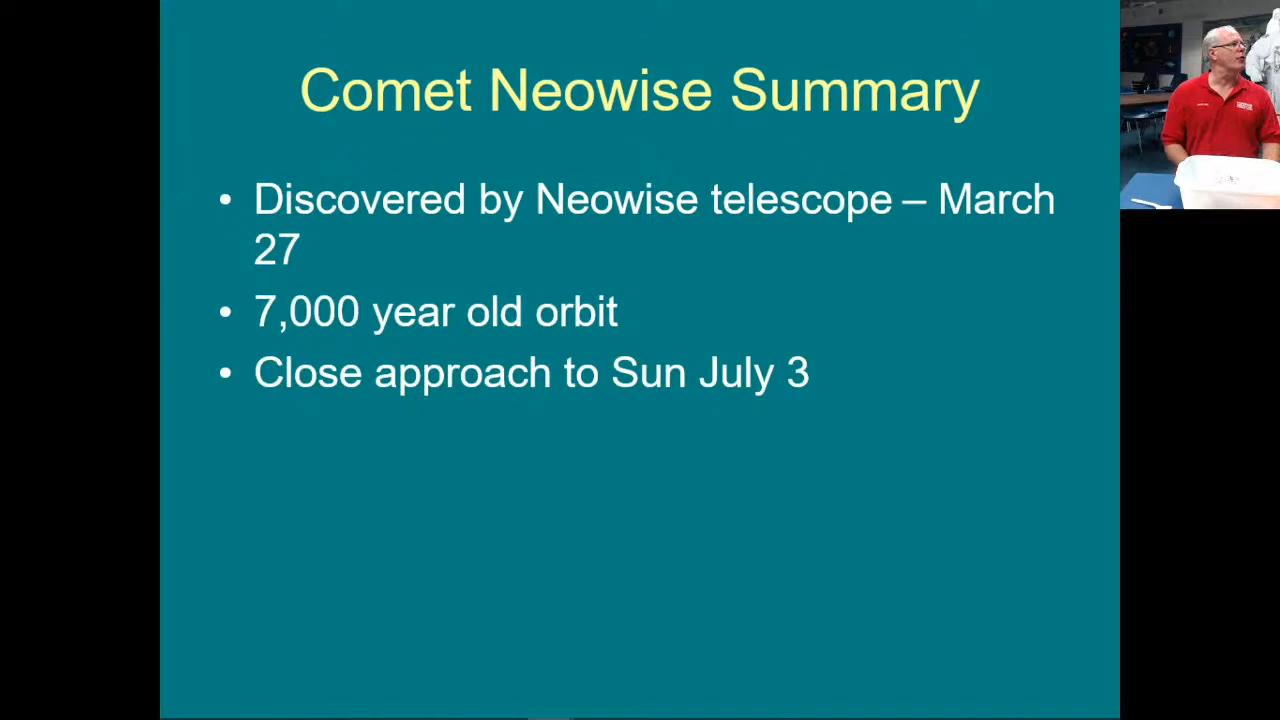 Comet Neowise Summary
• Discovered by Neowise telescope – March
27
• 7,000 year old orbit
• Close approach to Sun July 3